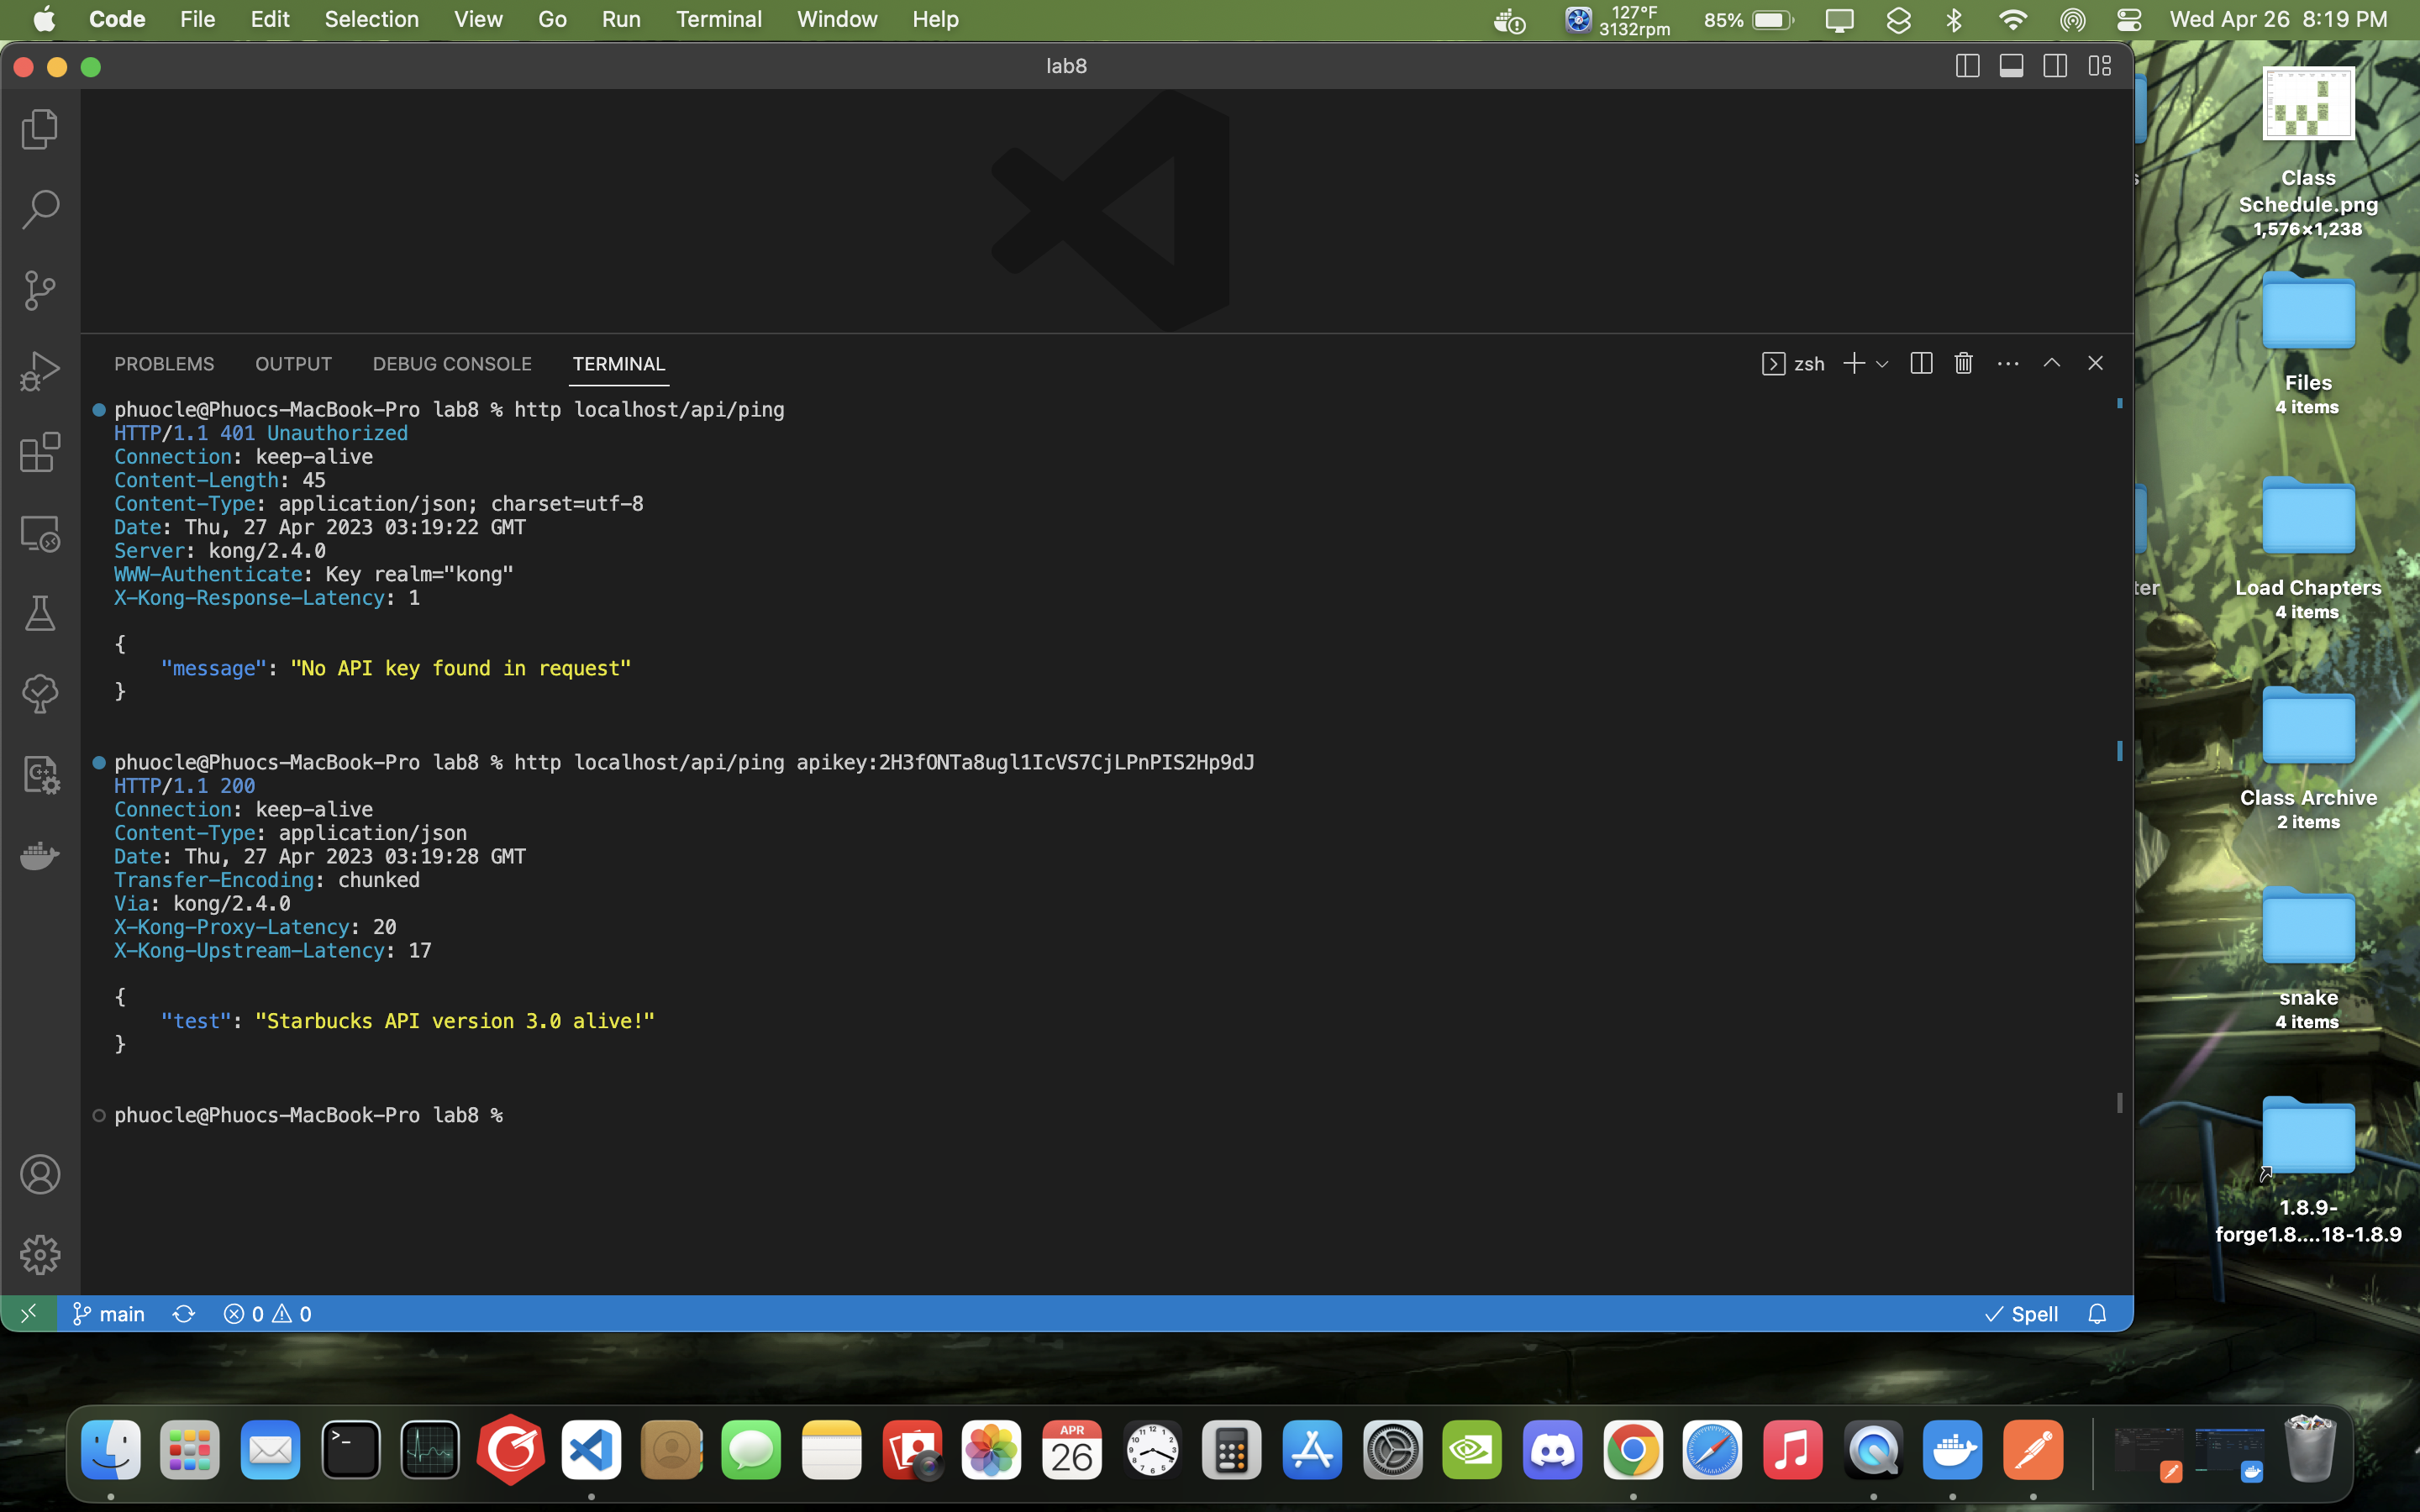 Code File Edit Selection View Go Run Terminal Window Help 127°F 3132rpm 85% Wed Apr 26 8:19 PM
lab8
PROBLEMS OUTPUT DEBUG CONSOLE TERMINAL zsh
phuocle@Phuocs-MacBook-Pro lab8 % http localhost/api/ping
HTTP/1.1 401 Unauthorized
Connection: keep-alive
Content-Length: 45
Content-Type: application/json; charset=utf-8
Date: Thu, 27 Apr 2023 03:19:22 GMT
Server: kong/2.4.0
WWW-Authenticate: Key realm="kong"
X-Kong-Response-Latency: 1
{
"message": "No API key found in request"
}
phuocle@Phuocs-MacBook-Pro lab8 % http localhost/api/ping apikey:2H3fONTa8ugl1IcVS7CjLPnPIS2Hp9dJ
HTTP/1.1 200
Connection: keep-alive
Content-Type: application/json
Date: Thu, 27 Apr 2023 03:19:28 GMT
Transfer-Encoding: chunked
Via: kong/2.4.0
X-Kong-Proxy-Latency: 20
X-Kong-Upstream-Latency: 17
{
"test": "Starbucks API version 3.0 alive!"
}
phuocle@Phuocs-MacBook-Pro lab8 %
main 0 0 Spell
Class
Schedule.png
1,576×1,238
Files
4 items
Load Chapters
4 items
Class Archive
2 items
snake
4 items
1.8.9-
forge1.8....18-1.8.9
APR
26